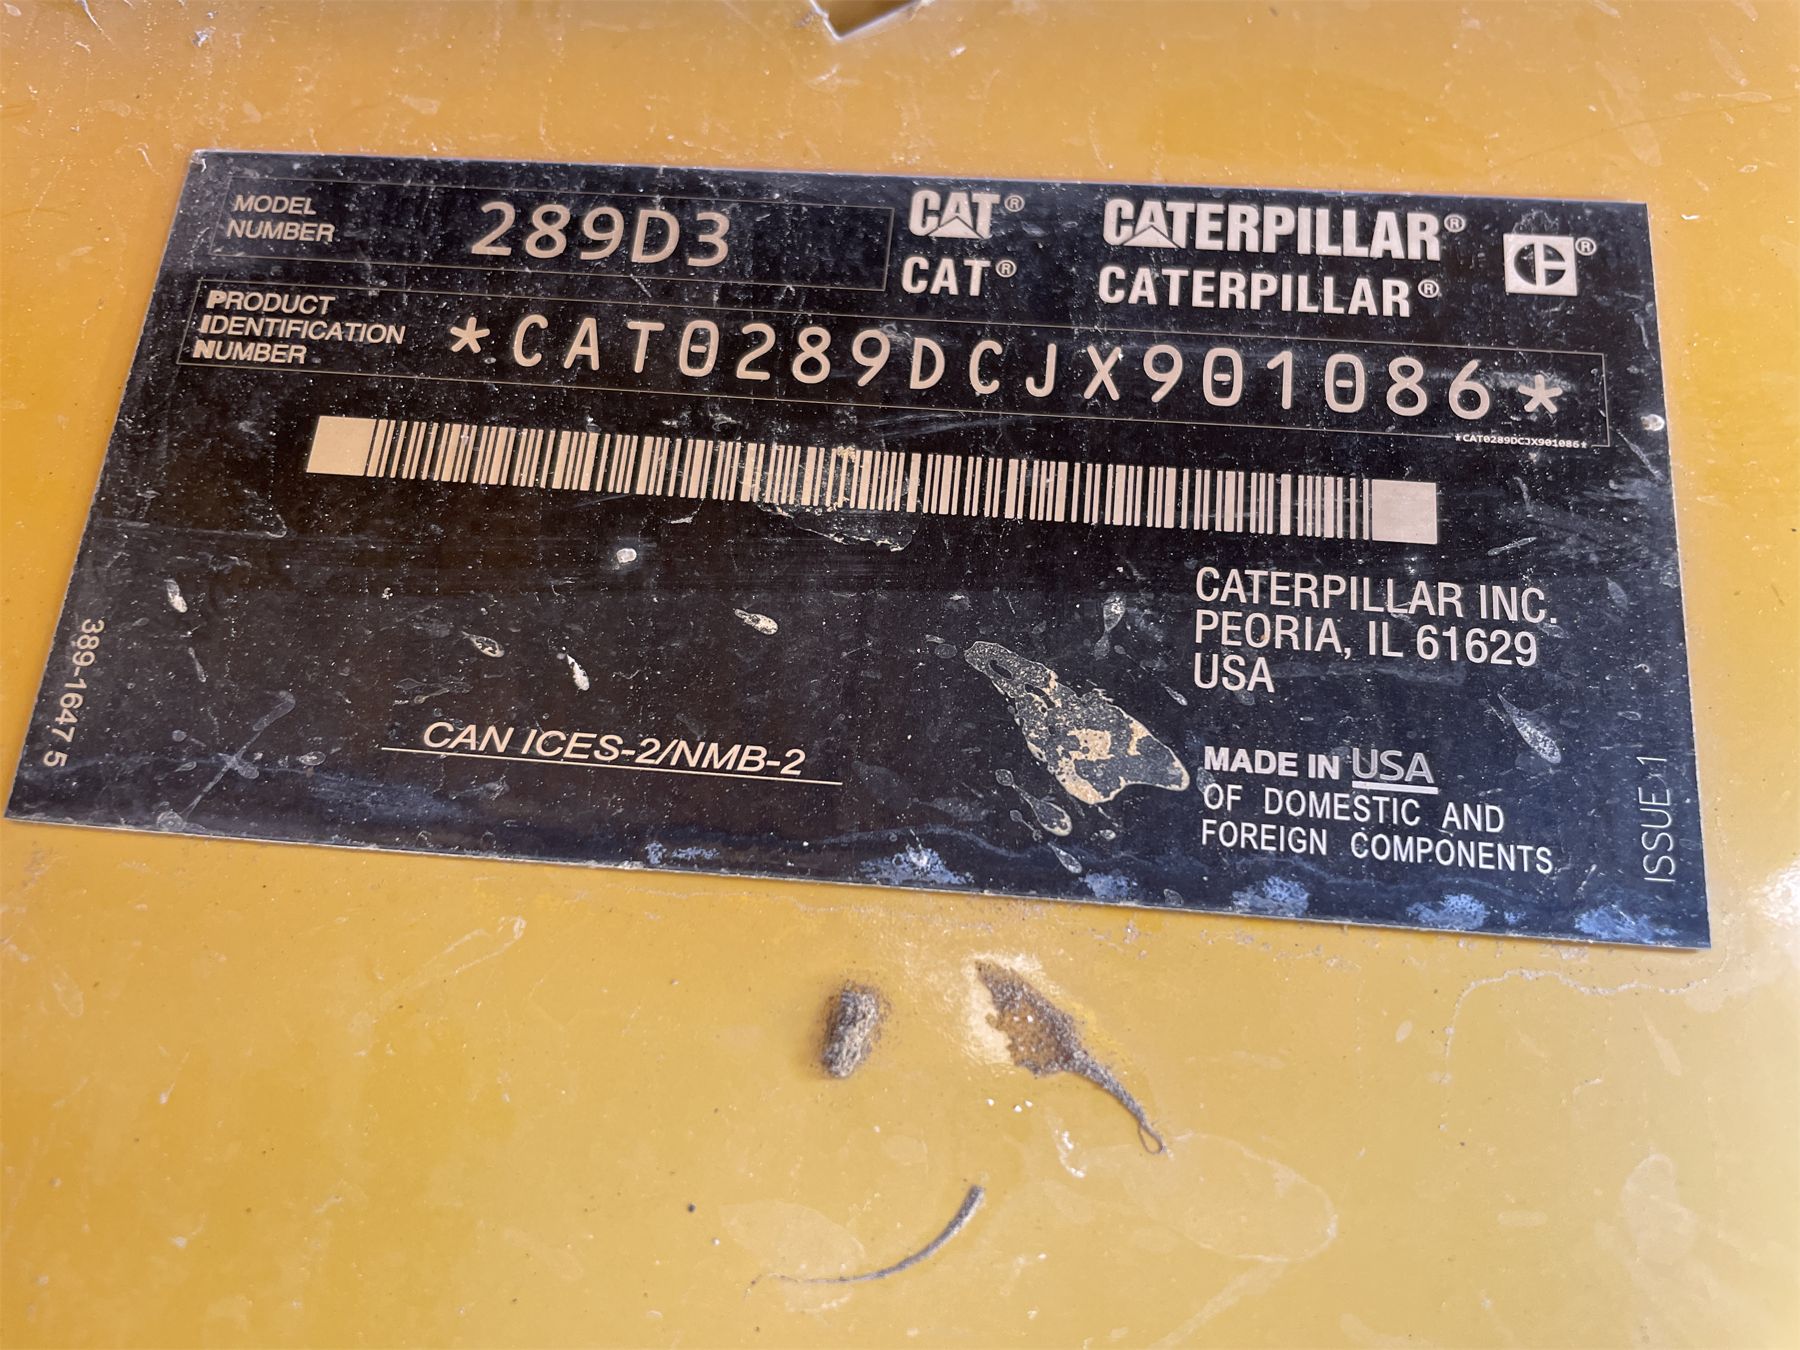 MODEL
NUMBER
289D3
CAT® CATERPILLAR®
CAT® CATERPILLAR®
PRODUCT
IDENTIFICATION
NUMBER
*CAT0289DCJX901086*
*CAT0289DCJX901086*
CATERPILLAR INC.
PEORIA, IL 61629
USA
CAN ICES-2/NMB-2
MADE IN USA
OF DOMESTIC AND
FOREIGN COMPONENTS
389-1647 5
ISSUE 1